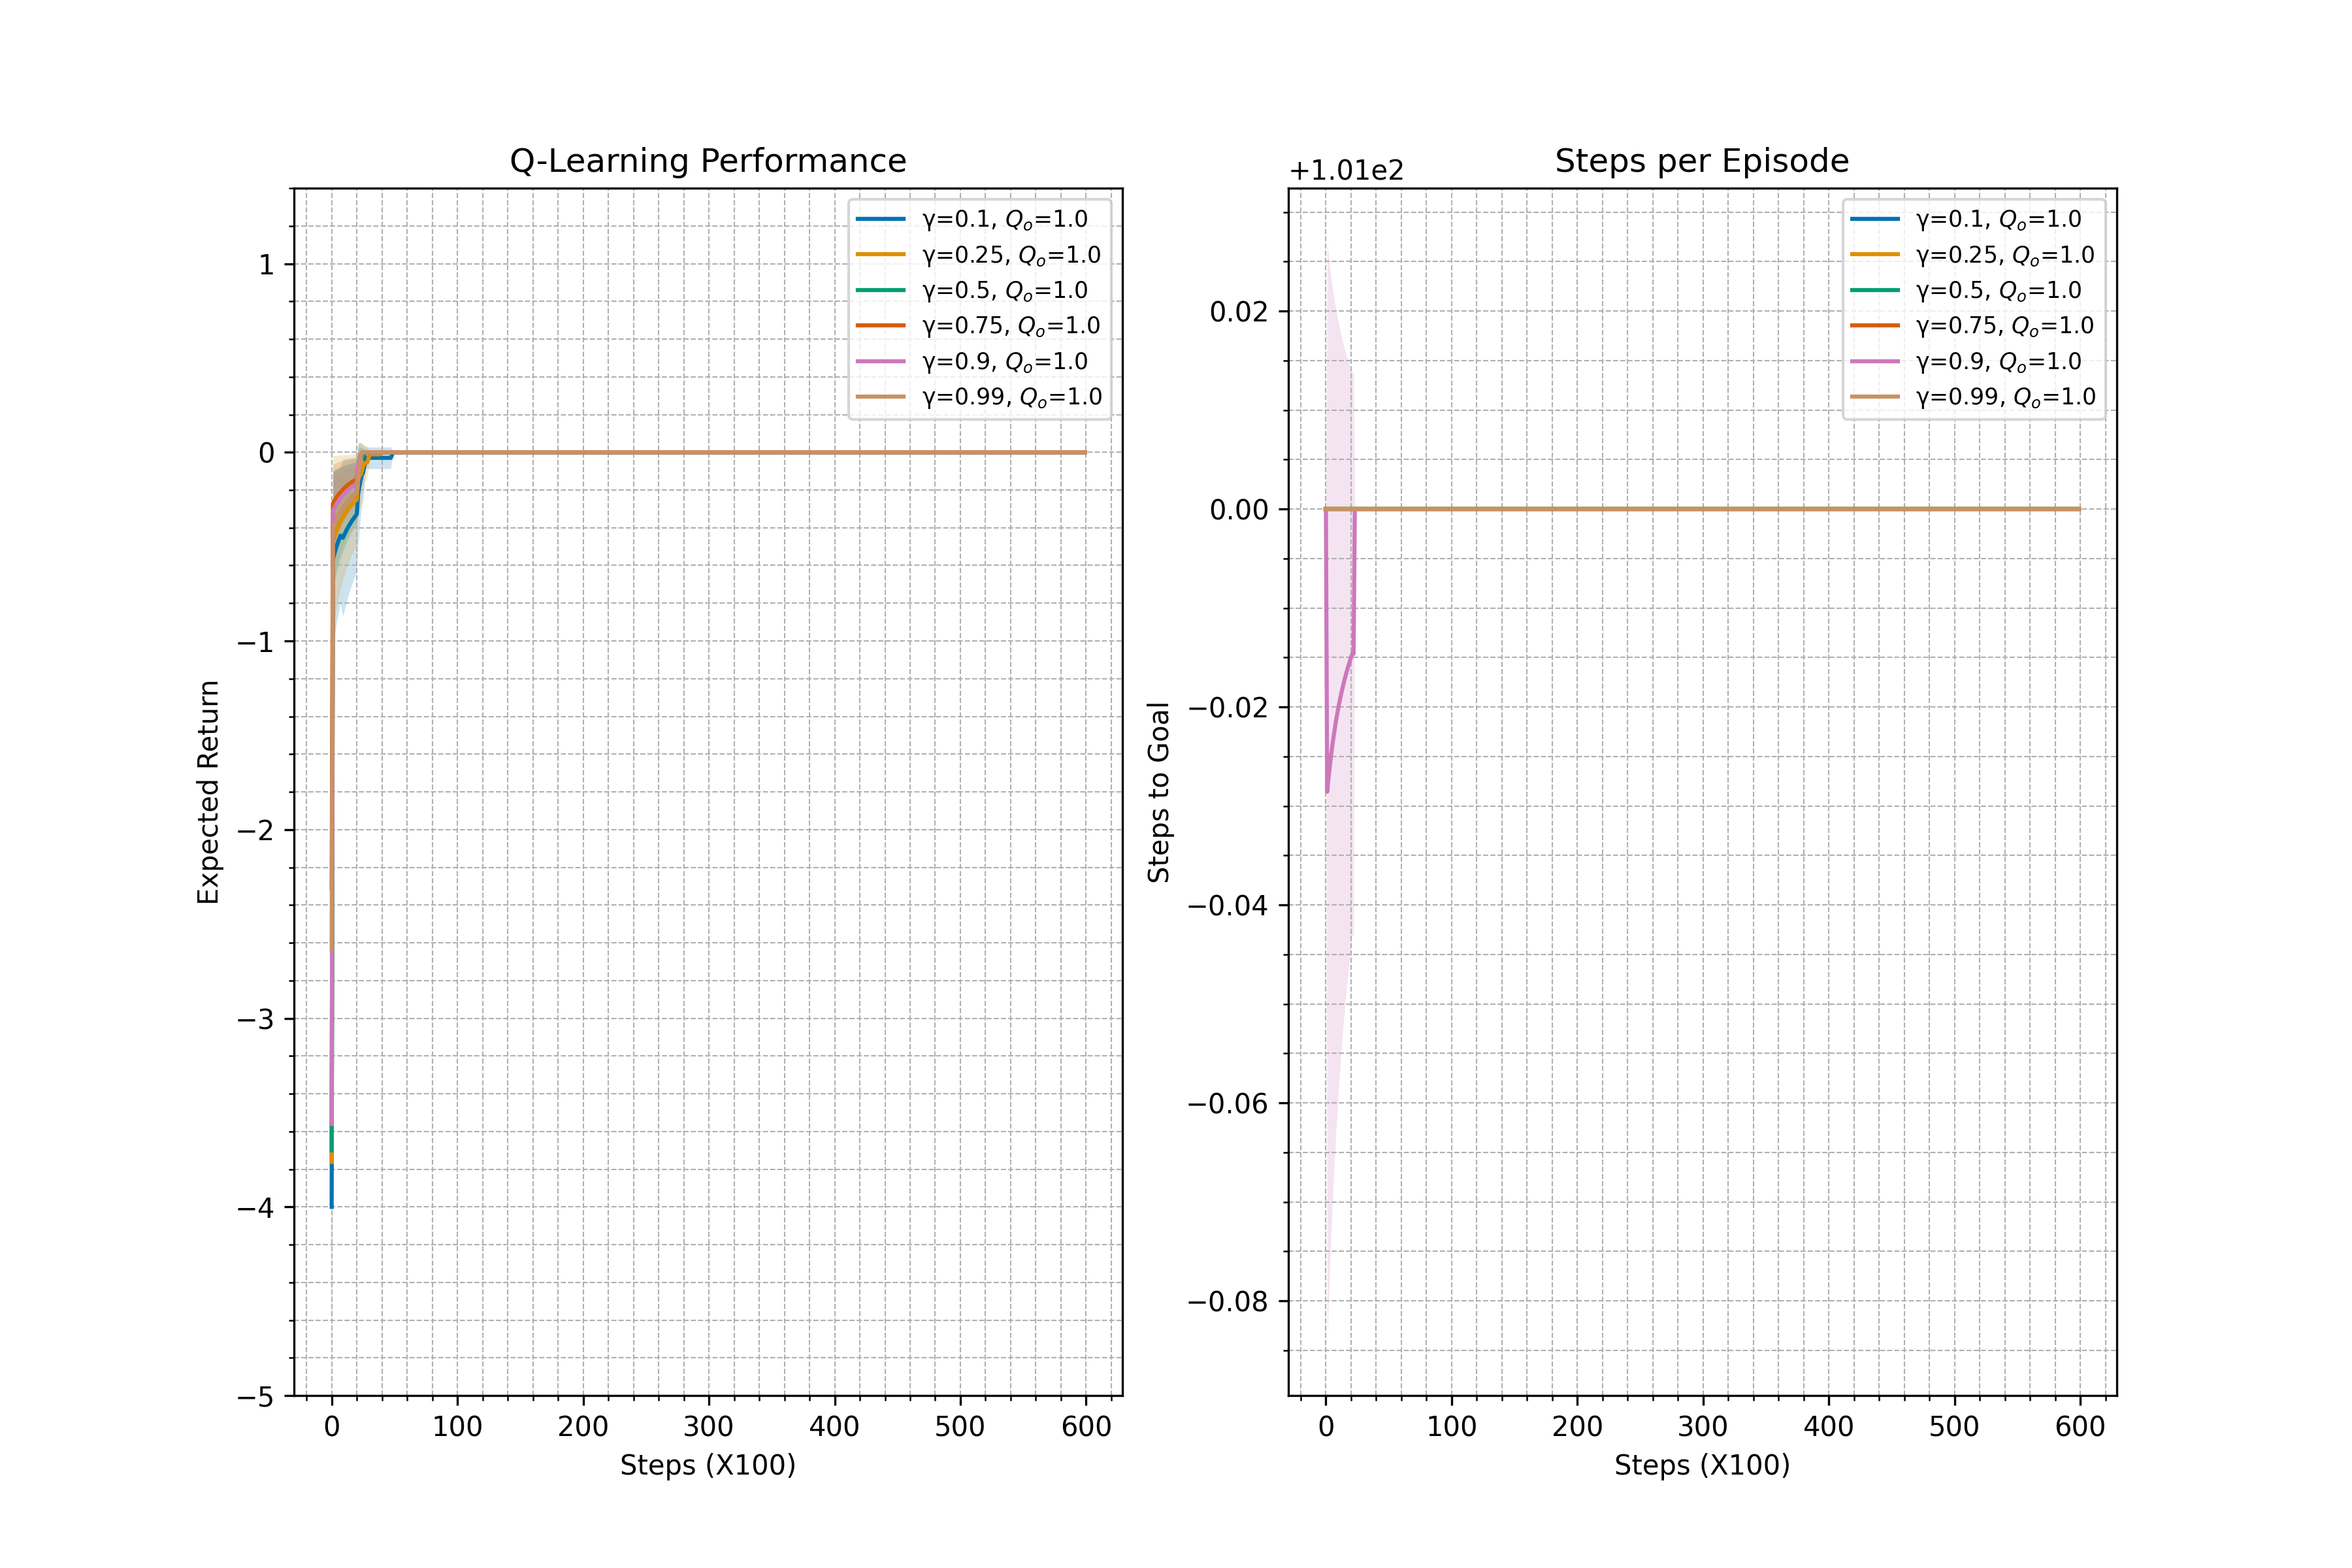 Q-Learning Performance
Expected Return
1
0
−1
−2
−3
−4
−5
0 100 200 300 400 500 600
Steps (X100)
γ=0.1, Qo=1.0
γ=0.25, Qo=1.0
γ=0.5, Qo=1.0
γ=0.75, Qo=1.0
γ=0.9, Qo=1.0
γ=0.99, Qo=1.0
+1.01e2
Steps per Episode
Steps to Goal
0.02
0.00
−0.02
−0.04
−0.06
−0.08
0 100 200 300 400 500 600
Steps (X100)
γ=0.1, Qo=1.0
γ=0.25, Qo=1.0
γ=0.5, Qo=1.0
γ=0.75, Qo=1.0
γ=0.9, Qo=1.0
γ=0.99, Qo=1.0